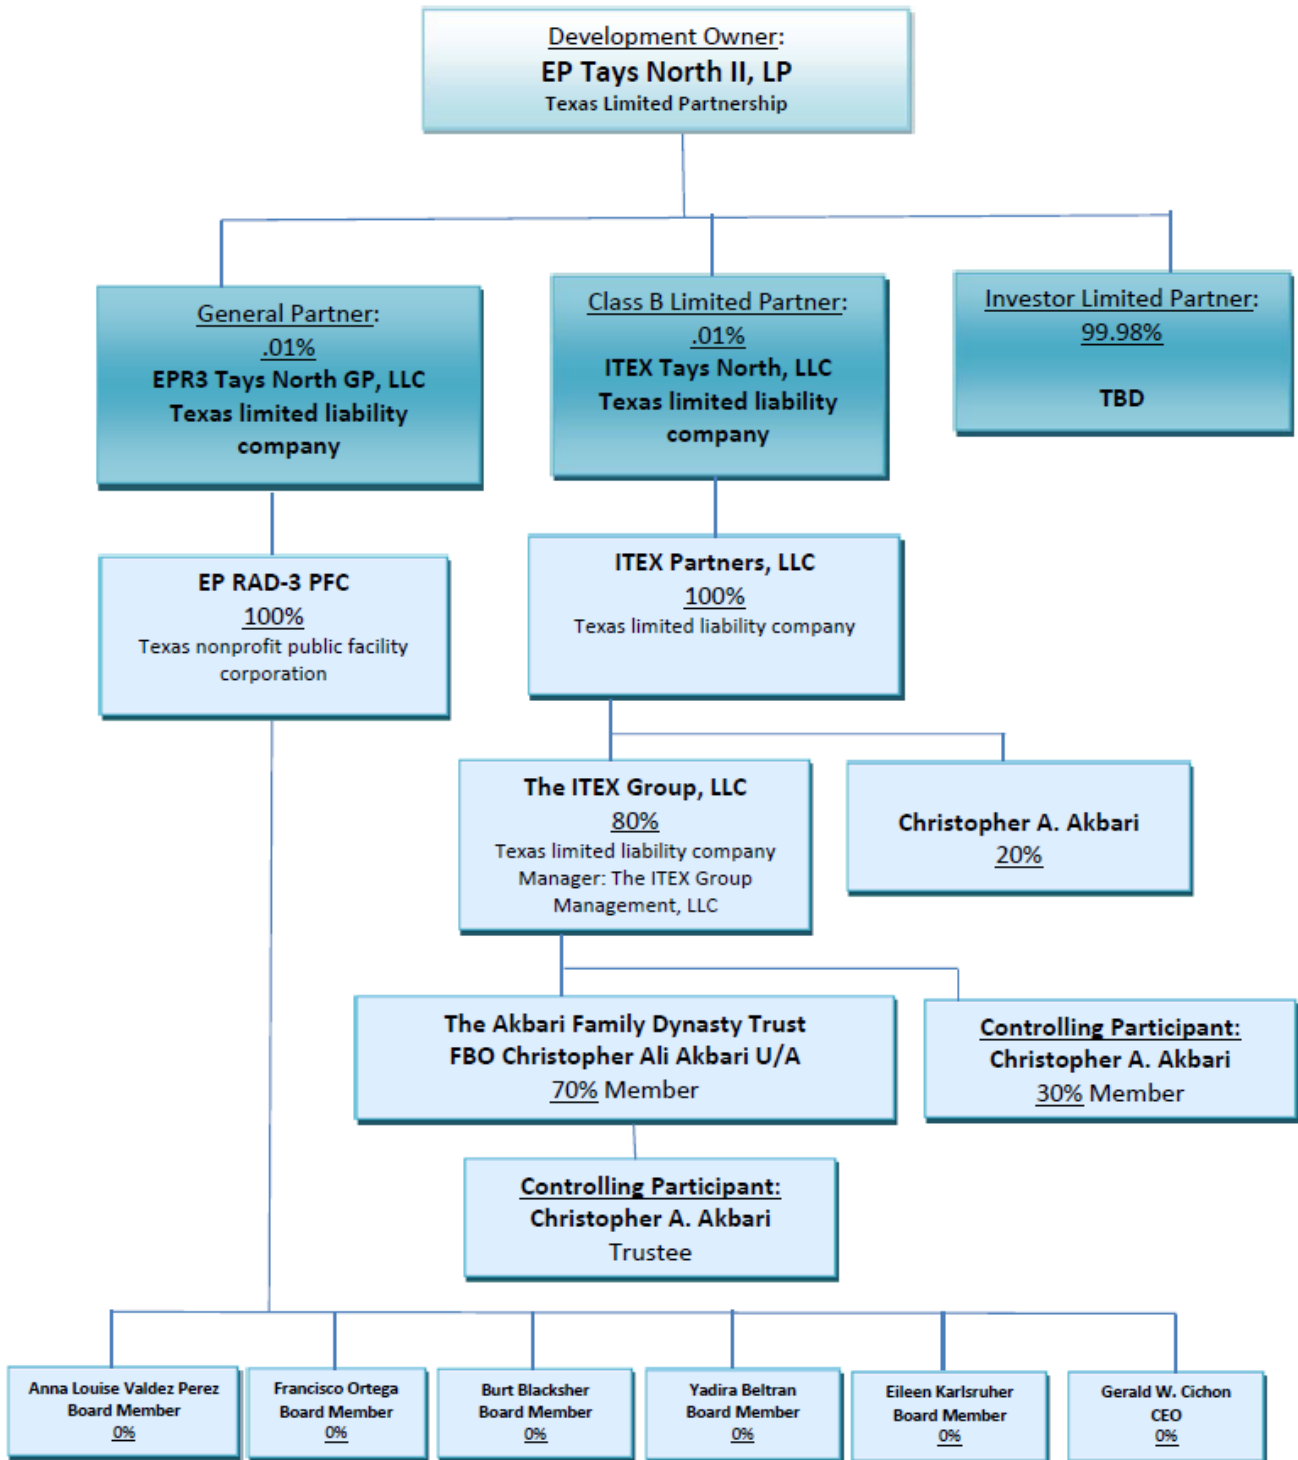 Development Owner:
EP Tays North II, LP
Texas Limited Partnership
General Partner:
.01%
EPR3 Tays North GP, LLC
Texas limited liability
company
Class B Limited Partner:
.01%
ITEX Tays North, LLC
Texas limited liability
company
Investor Limited Partner:
99.98%
TBD
EP RAD-3 PFC
100%
Texas nonprofit public facility
corporation
ITEX Partners, LLC
100%
Texas limited liability company
The ITEX Group, LLC
80%
Texas limited liability company
Manager: The ITEX Group
Management, LLC
Christopher A. Akbari
20%
The Akbari Family Dynasty Trust
FBO Christopher Ali Akbari U/A
70% Member
Controlling Participant:
Christopher A. Akbari
30% Member
Controlling Participant:
Christopher A. Akbari
Trustee
Anna Louise Valdez Perez
Board Member
0%
Francisco Ortega
Board Member
0%
Burt Blacksher
Board Member
0%
Yadira Beltran
Board Member
0%
Eileen Karlsruher
Board Member
0%
Gerald W. Cichon
CEO
0%